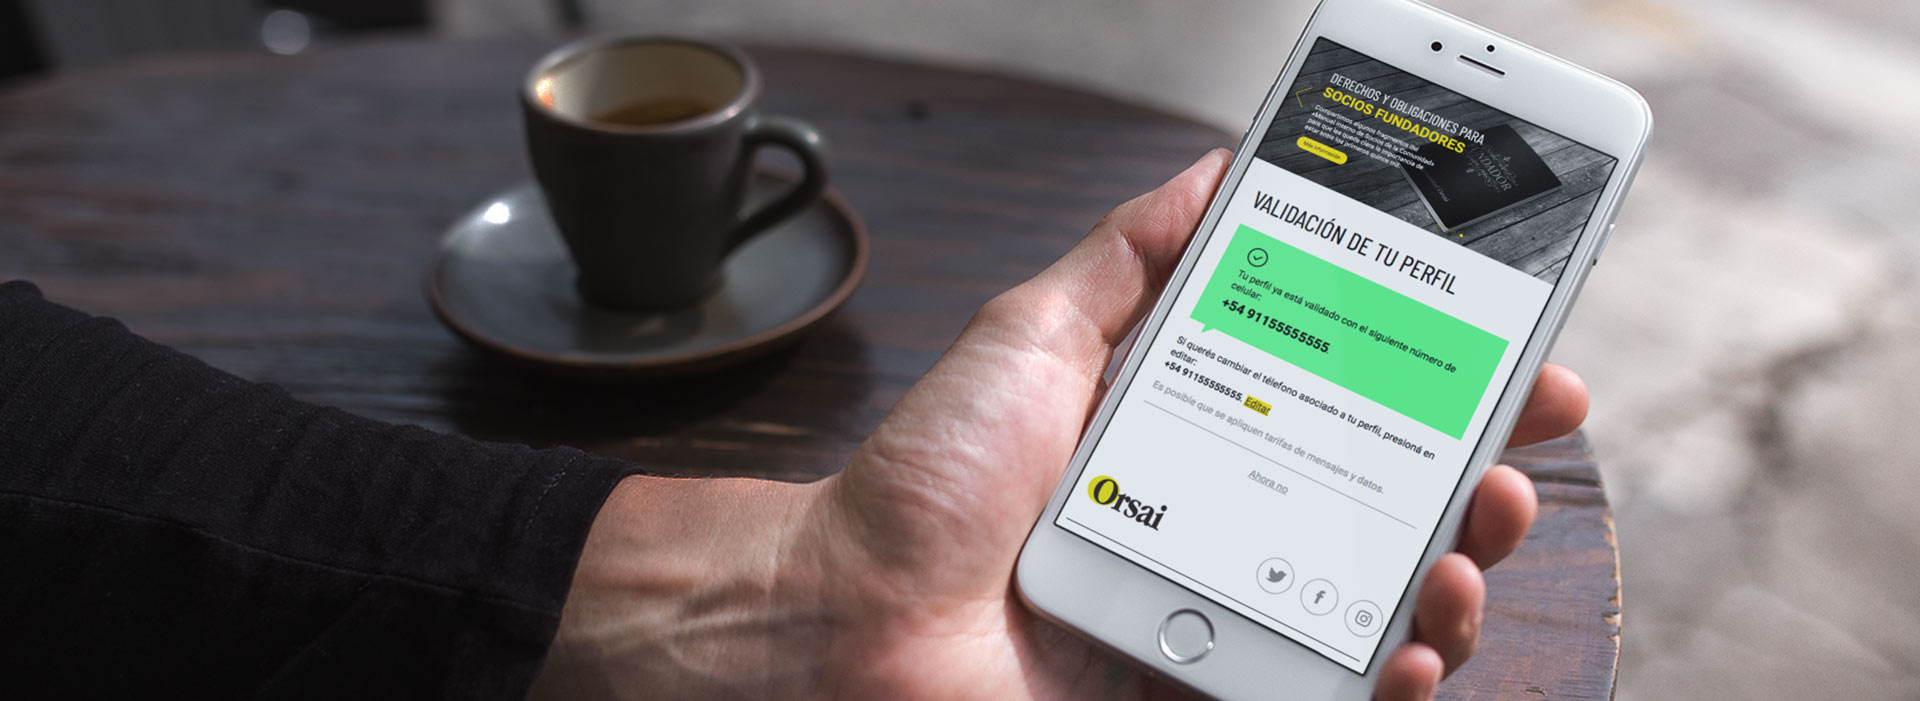 DERECHOS Y OBLIGACIONES PARA
SOCIOS FUNDADORES
Compartimos algunos fragmentos del
«Manual Interno de Socios de la Comunidad»
para que les quede clara la importancia de
estar entre los primeros quince mil.
Más información
NDADOR
VALIDACIÓN DE TU PERFIL
Tu perfil ya está validado con el siguiente número de
celular:
+54 91155555555.
Si querés cambiar el télefono asociado a tu perfil, presioná en
editar:
+54 91155555555. Editar
Es posible que se apliquen tarifas de mensajes y datos.
Ahora no
Orsai